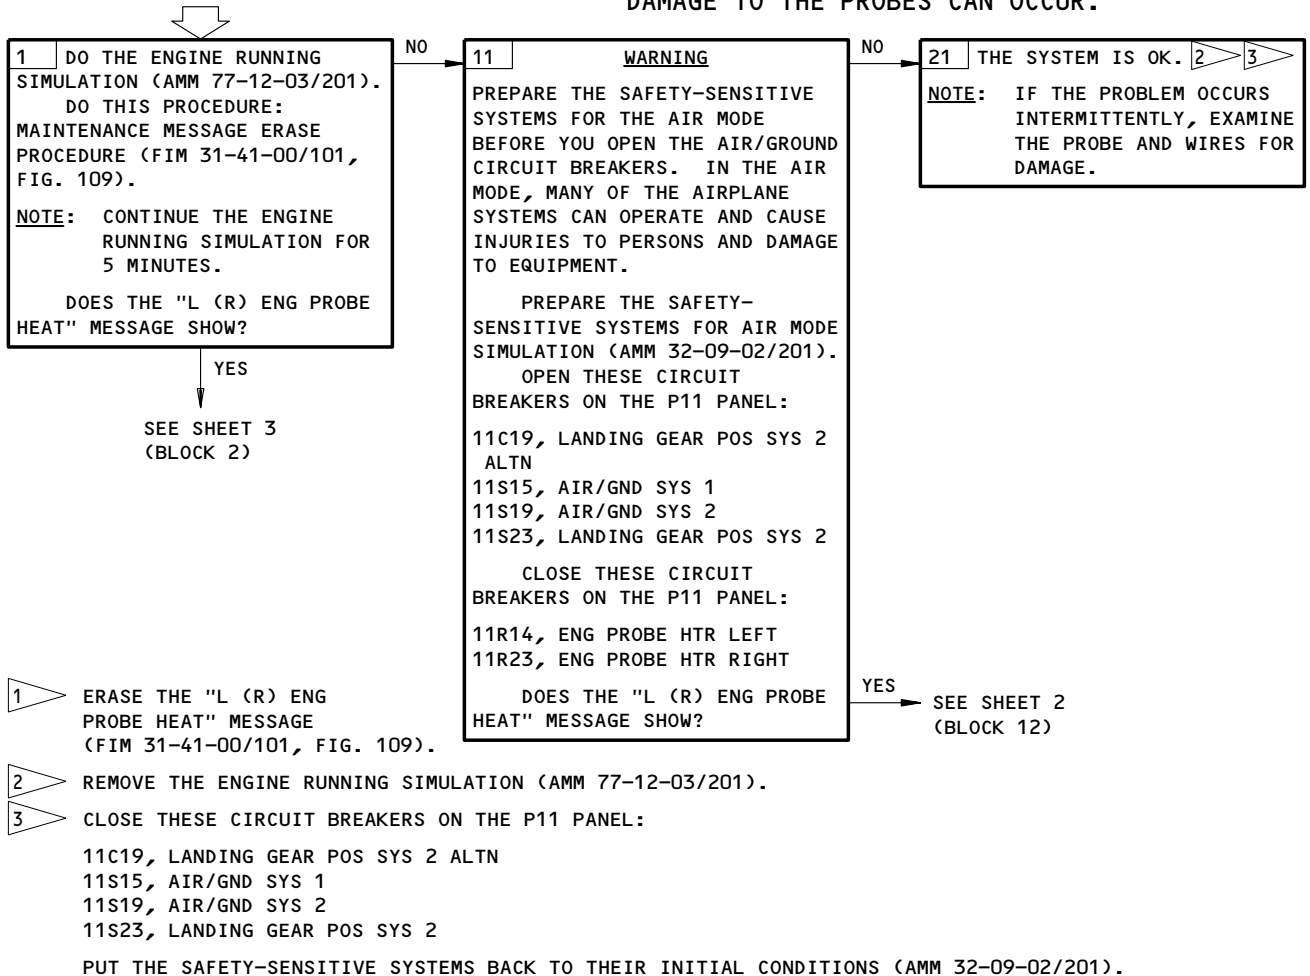 DAMAGE TO THE PROBES CAN OCCUR.
1 DO THE ENGINE RUNNING
SIMULATION (AMM 77-12-03/201).
DO THIS PROCEDURE:
MAINTENANCE MESSAGE ERASE
PROCEDURE (FIM 31-41-00/101,
FIG. 109).
NOTE: CONTINUE THE ENGINE
RUNNING SIMULATION FOR
5 MINUTES.
DOES THE "L (R) ENG PROBE
HEAT" MESSAGE SHOW?
NO
YES
SEE SHEET 3
(BLOCK 2)
11 WARNING
PREPARE THE SAFETY-SENSITIVE
SYSTEMS FOR THE AIR MODE
BEFORE YOU OPEN THE AIR/GROUND
CIRCUIT BREAKERS. IN THE AIR
MODE, MANY OF THE AIRPLANE
SYSTEMS CAN OPERATE AND CAUSE
INJURIES TO PERSONS AND DAMAGE
TO EQUIPMENT.
PREPARE THE SAFETY-
SENSITIVE SYSTEMS FOR AIR MODE
SIMULATION (AMM 32-09-02/201).
OPEN THESE CIRCUIT
BREAKERS ON THE P11 PANEL:
11C19, LANDING GEAR POS SYS 2
ALTN
11S15, AIR/GND SYS 1
11S19, AIR/GND SYS 2
11S23, LANDING GEAR POS SYS 2
CLOSE THESE CIRCUIT
BREAKERS ON THE P11 PANEL:
11R14, ENG PROBE HTR LEFT
11R23, ENG PROBE HTR RIGHT
DOES THE "L (R) ENG PROBE
HEAT" MESSAGE SHOW?
NO
YES
SEE SHEET 2
(BLOCK 12)
21 THE SYSTEM IS OK. 2 3
NOTE: IF THE PROBLEM OCCURS
INTERMITTENTLY, EXAMINE
THE PROBE AND WIRES FOR
DAMAGE.
1 ERASE THE "L (R) ENG
PROBE HEAT" MESSAGE
(FIM 31-41-00/101, FIG. 109).
2 REMOVE THE ENGINE RUNNING SIMULATION (AMM 77-12-03/201).
3 CLOSE THESE CIRCUIT BREAKERS ON THE P11 PANEL:
11C19, LANDING GEAR POS SYS 2 ALTN
11S15, AIR/GND SYS 1
11S19, AIR/GND SYS 2
11S23, LANDING GEAR POS SYS 2
PUT THE SAFETY-SENSITIVE SYSTEMS BACK TO THEIR INITIAL CONDITIONS (AMM 32-09-02/201).